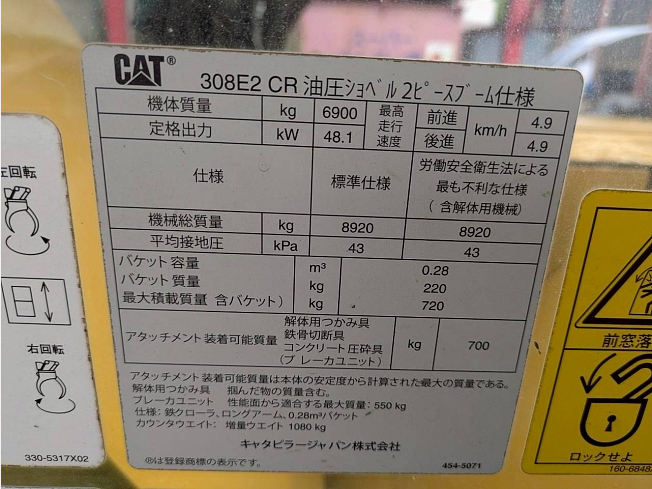 CAT® 308E2 CR 油圧ショベル 2ピースブーム仕様
機体質量 kg 6900 最高走行速度 前進 km/h 4.9
定格出力 kW 48.1 後進 4.9
仕様 標準仕様 労働安全衛生法による最も不利な仕様(含解体用機械)
機械総質量 kg 8920 8920
平均接地圧 kPa 43 43
バケット容量 m³ 0.28
バケット質量 kg 220
最大積載質量 含バケット) kg 720
アタッチメント装着可能質量 解体用つかみ具 鉄骨切断具 コンクリート圧砕具 (ブレーカユニット) kg 700
アタッチメント装着可能質量は本体の安定度から計算された最大の質量である。
解体用つかみ具 掴んだ物の質量含む。
ブレーカユニット 性能面から適合する最大質量: 550 kg
仕様: 鉄クローラ、ロングアーム、0.28m³バケット
カウンタウエイト: 増量ウエイト 1080 kg
キャタピラージャパン株式会社
®は登録商標の表示です。
454-5071
左回転
右回転
330-5317X02
前窓落
ロックせよ